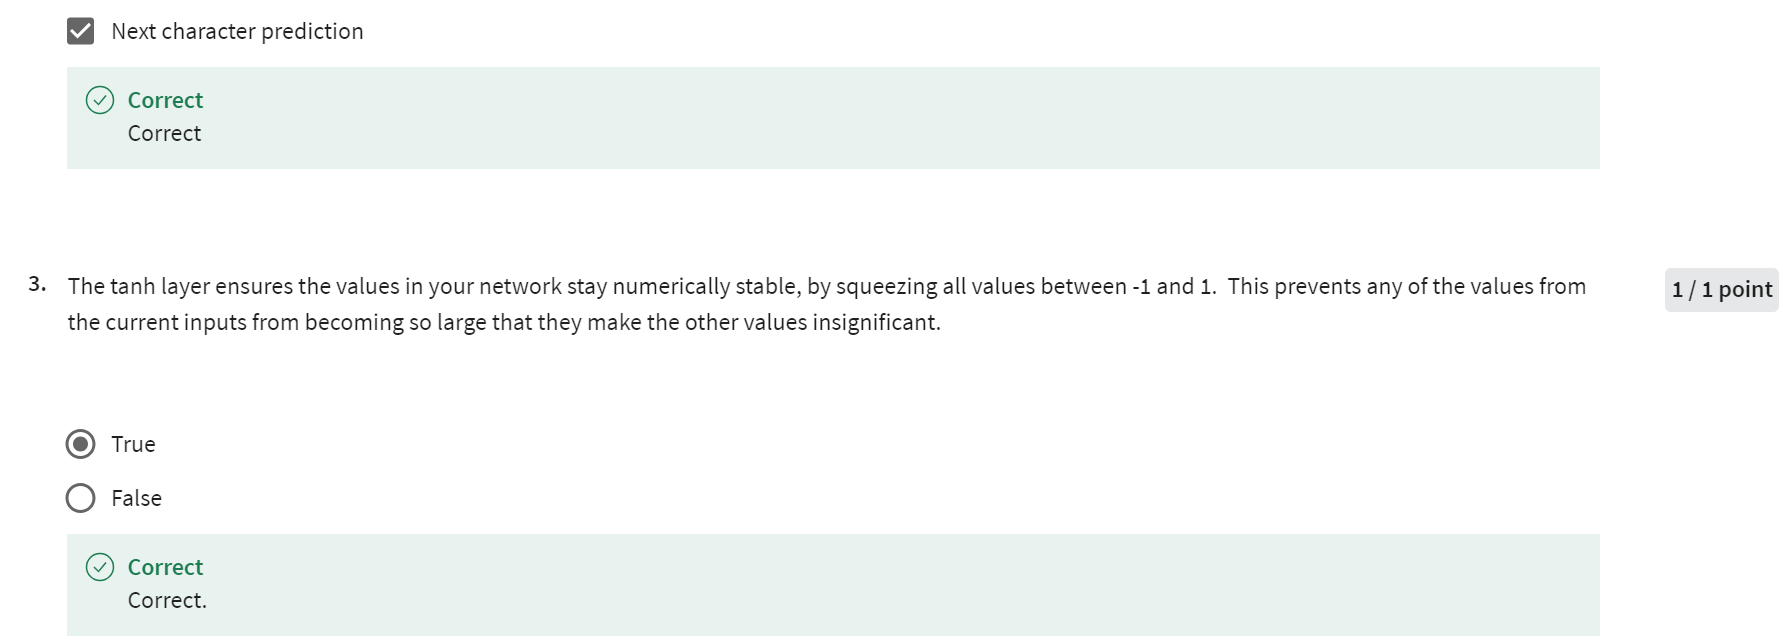 Next character prediction
Correct
Correct
3. The tanh layer ensures the values in your network stay numerically stable, by squeezing all values between -1 and 1. This prevents any of the values from
the current inputs from becoming so large that they make the other values insignificant.
1 / 1 point
True
False
Correct
Correct.